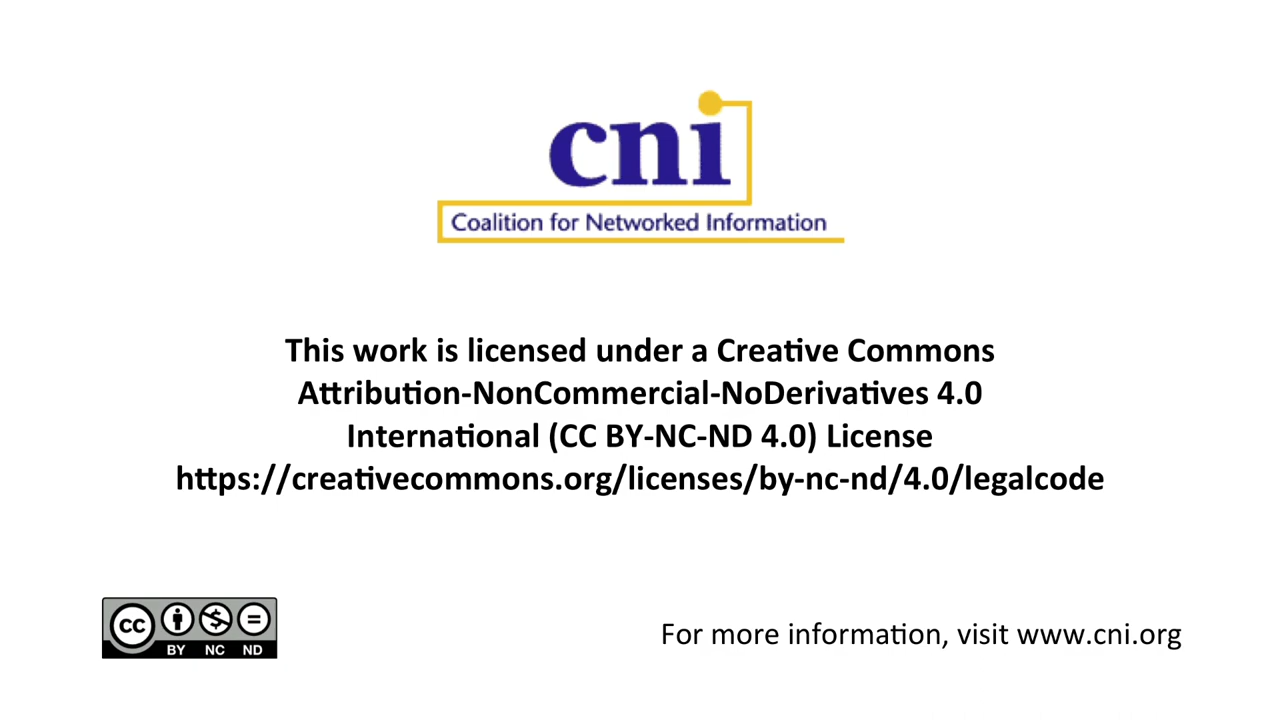 cni
Coalition for Networked Information
This work is licensed under a Creative Commons
Attribution-NonCommercial-NoDerivatives 4.0
International (CC BY-NC-ND 4.0) License
https://creativecommons.org/licenses/by-nc-nd/4.0/legalcode
cc
BY NC ND
For more information, visit www.cni.org